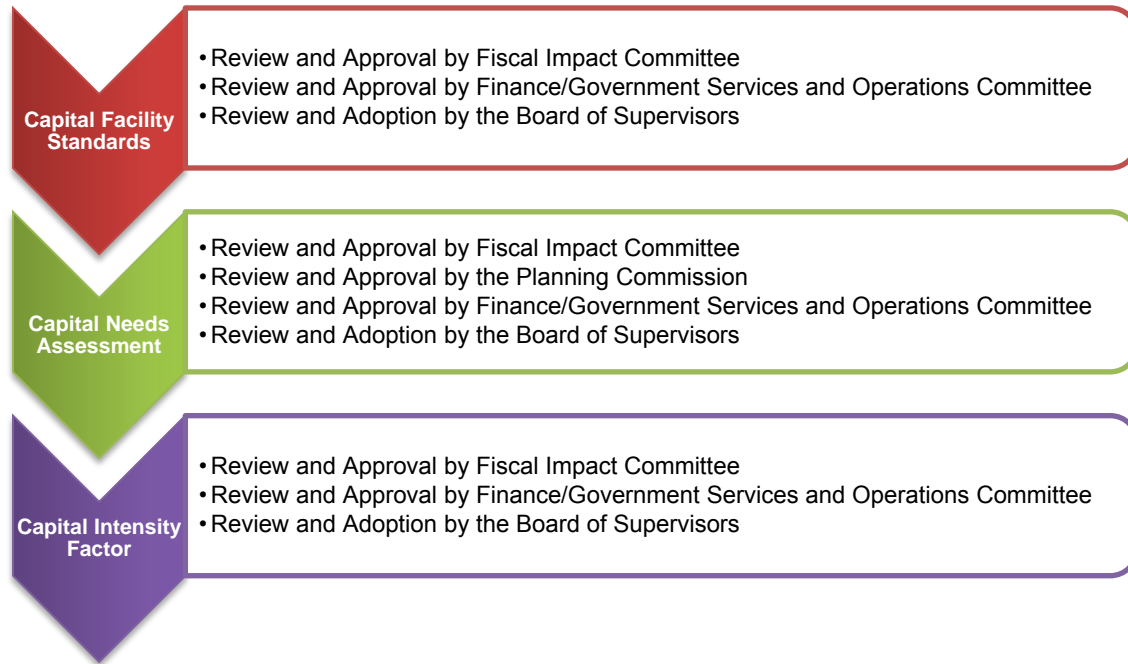 Capital Facility
Standards
•Review and Approval by Fiscal Impact Committee
•Review and Approval by Finance/Government Services and Operations Committee
•Review and Adoption by the Board of Supervisors
Capital Needs
Assessment
•Review and Approval by Fiscal Impact Committee
•Review and Approval by the Planning Commission
•Review and Approval by Finance/Government Services and Operations Committee
•Review and Adoption by the Board of Supervisors
Capital Intensity
Factor
•Review and Approval by Fiscal Impact Committee
•Review and Approval by Finance/Government Services and Operations Committee
•Review and Adoption by the Board of Supervisors